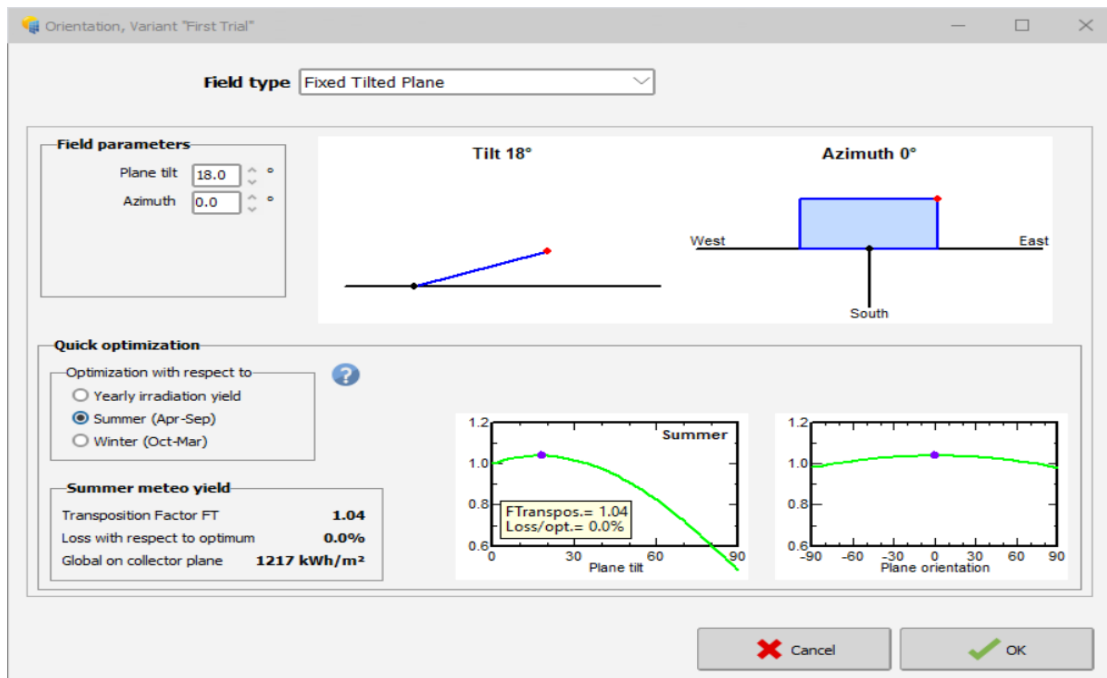 Orientation, Variant "First Trial"
Field type Fixed Tilted Plane
Field parameters
Plane tilt 18.0 °
Azimuth 0.0 °
Tilt 18°
Azimuth 0°
West East
South
Quick optimization
Optimization with respect to
?
Yearly irradiation yield
Summer (Apr-Sep)
Winter (Oct-Mar)
Summer meteo yield
Transposition Factor FT 1.04
Loss with respect to optimum 0.0%
Global on collector plane 1217 kWh/m²
1.2
Summer
1.0
0.8
FTranspos.= 1.04
Loss/opt.= 0.0%
0.6
0 30 60 90
Plane tilt
1.2
1.0
0.8
0.6
-90 -60 -30 0 30 60 90
Plane orientation
Cancel
OK